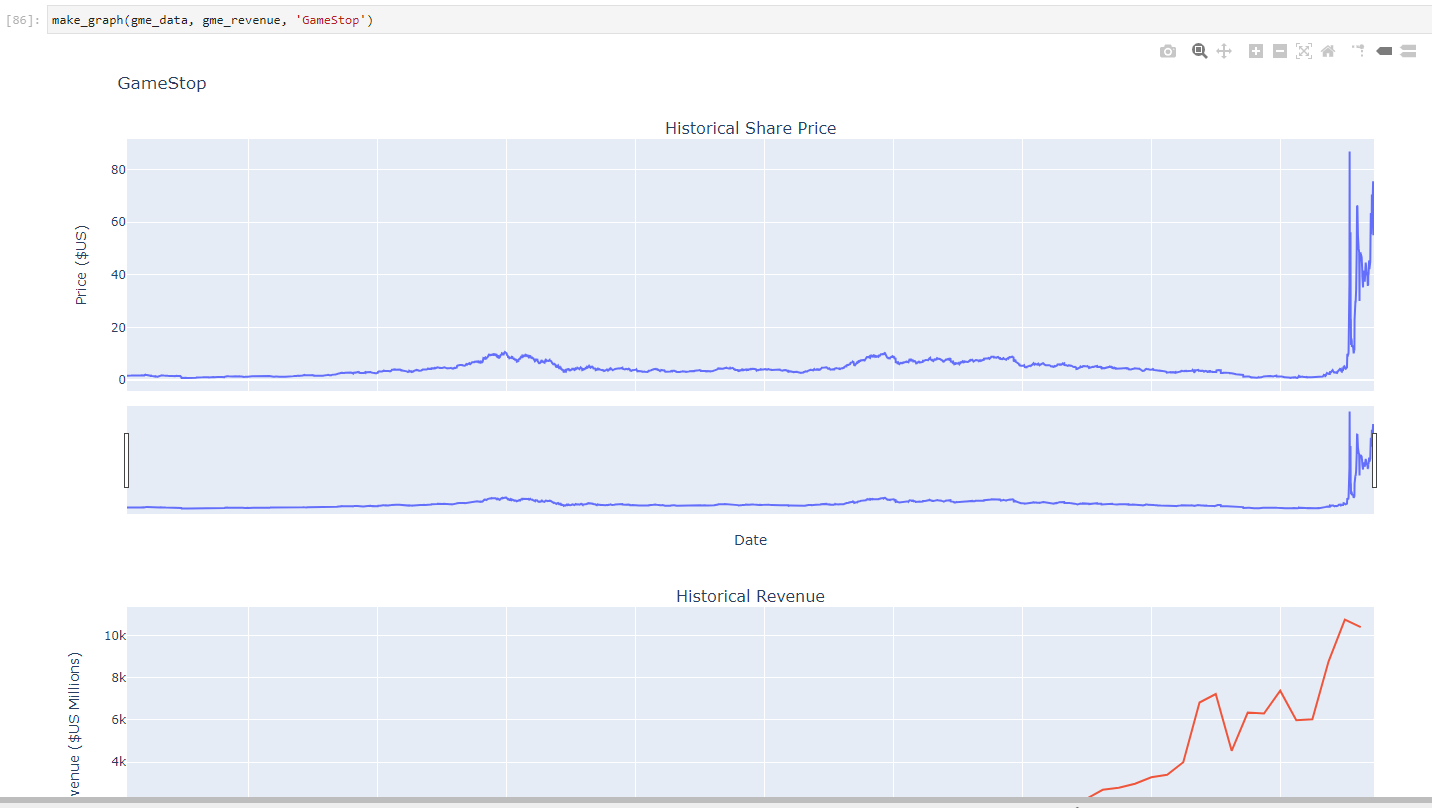 [86]: make_graph(gme_data, gme_revenue, 'GameStop')
GameStop
Historical Share Price
80
60
40
20
0
Price ($US)
Date
Historical Revenue
10k
8k
6k
4k
venue ($US Millions)